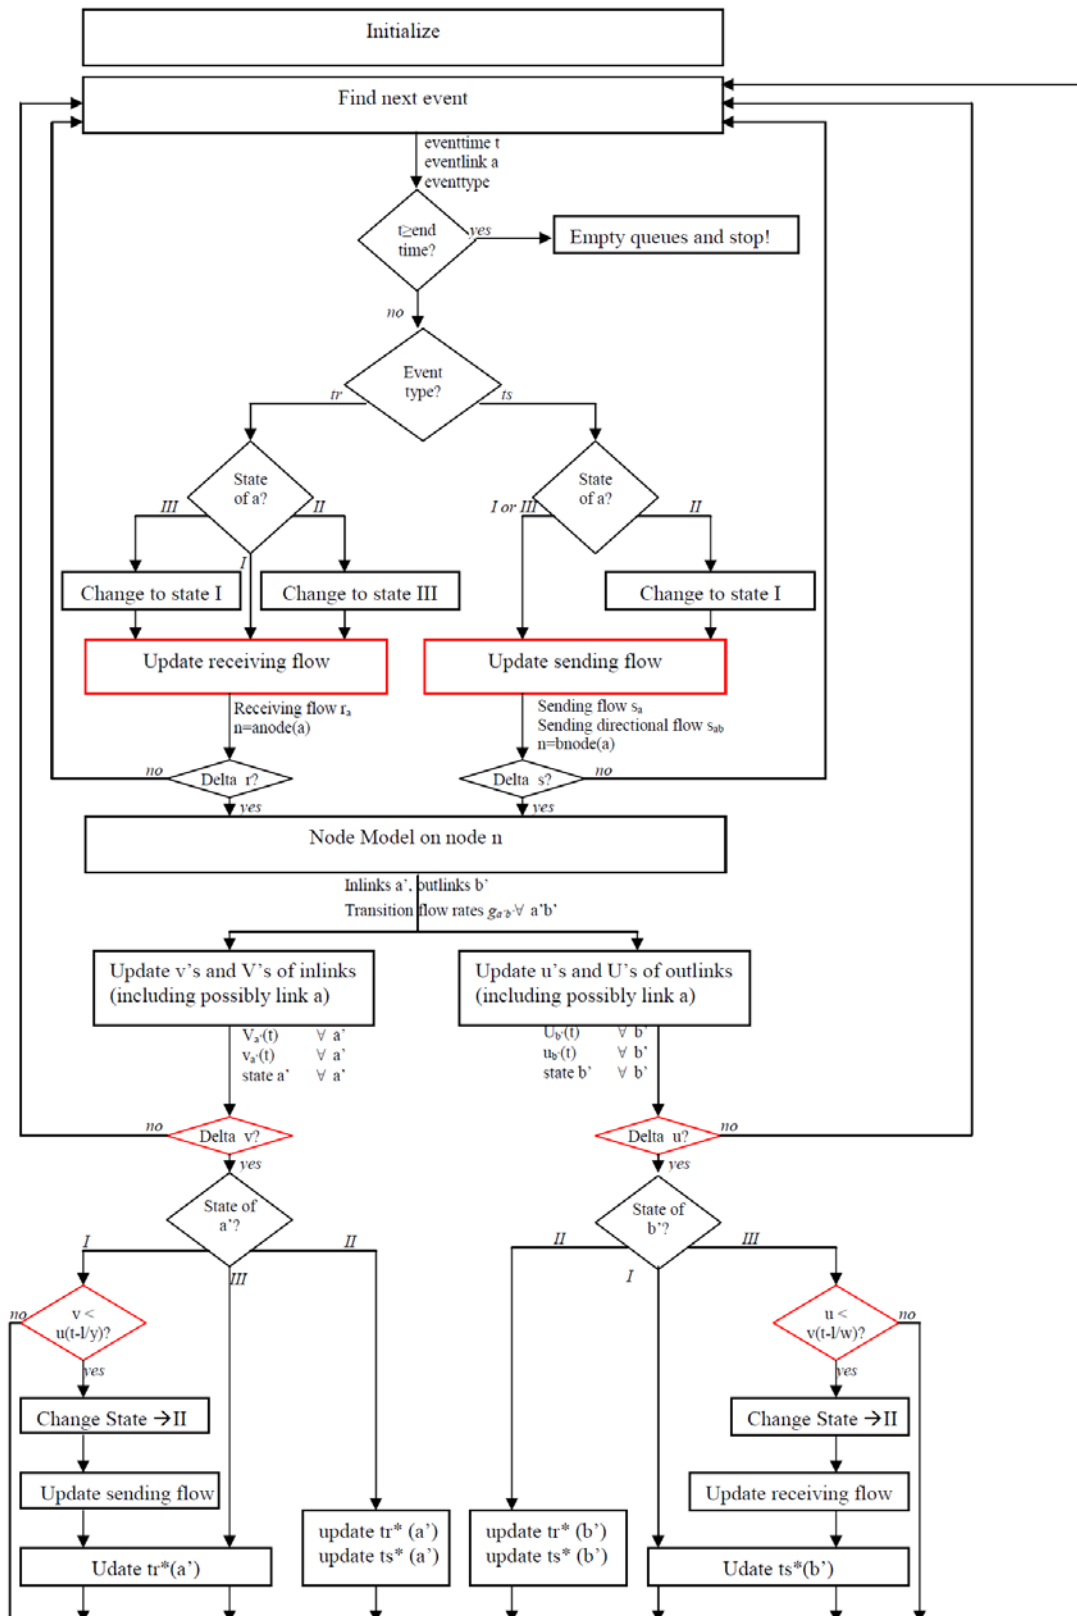 Initialize
Find next event
eventtime t
eventlink a
eventtype
t≥end
time?
yes
Empty queues and stop!
no
Event
type?
tr
ts
State
of a?
State
of a?
III
II
I or III
II
I
Change to state I
Change to state III
Change to state I
Update receiving flow
Update sending flow
Receiving flow rₐ
n=anode(a)
Sending flow sₐ
Sending directional flow s_ab
n=bnode(a)
no
Delta r?
Delta s?
no
yes
yes
Node Model on node n
Inlinks a’, outlinks b’
Transition flow rates g_a’b’ ∀ a’b’
Update v’s and V’s of inlinks
(including possibly link a)
Update u’s and U’s of outlinks
(including possibly link a)
V_a’(t) ∀ a’
v_a’(t) ∀ a’
state a’ ∀ a’
U_b’(t) ∀ b’
u_b’(t) ∀ b’
state b’ ∀ b’
no
Delta v?
Delta u?
no
yes
yes
State of
a’?
State of
b’?
I
II
III
II
III
I
no
v <
u(t-l/y)?
u <
v(t-l/w)?
no
yes
yes
Change State →II
Change State →II
Update sending flow
Update receiving flow
update tr* (a’)
update ts* (a’)
update tr* (b’)
update ts* (b’)
Udate tr*(a’)
Udate ts*(b’)